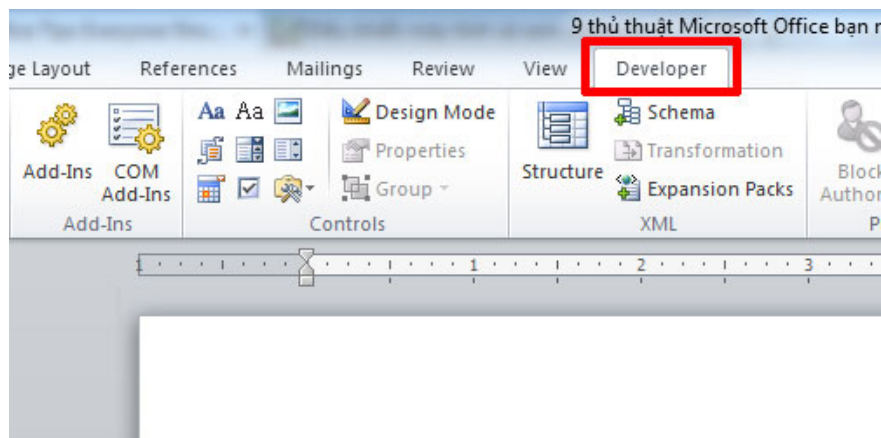 9 thủ thuật Microsoft Office bạn
ge Layout References Mailings Review View Developer
Add-Ins
COM
Add-Ins
Add-Ins
Aa Aa
Design Mode
Properties
Group
Controls
Structure
Schema
Transformation
Expansion Packs
XML
Block
Author
P
1 1 2 3